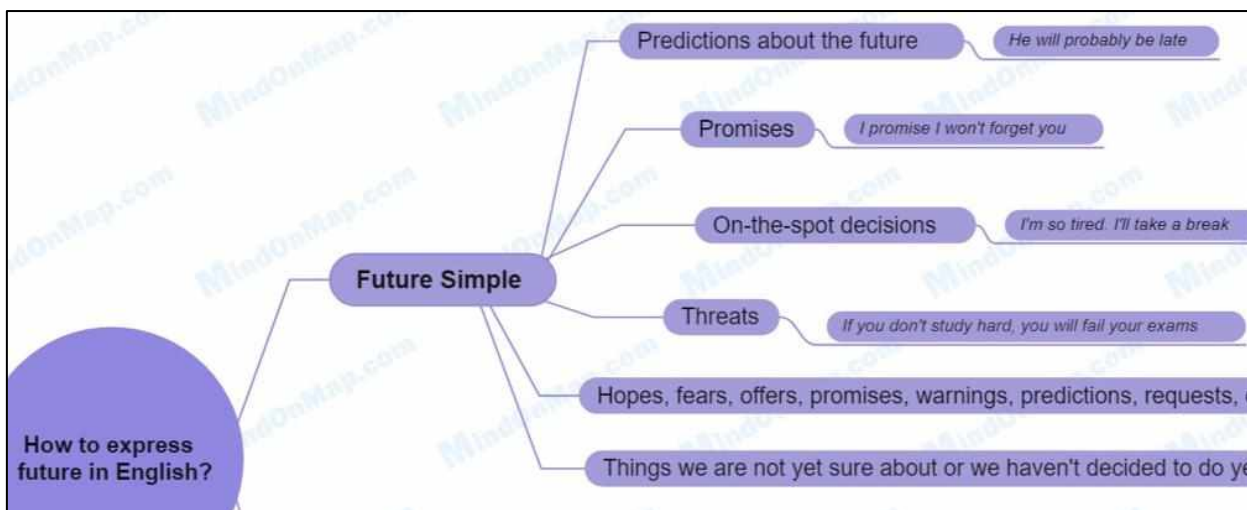 Predictions about the future
He will probably be late
Promises
I promise I won't forget you
On-the-spot decisions
I'm so tired. I'll take a break
Future Simple
Threats
If you don't study hard, you will fail your exams
Hopes, fears, offers, promises, warnings, predictions, requests,
Things we are not yet sure about or we haven't decided to do
How to express
future in English?
MindOnMap.com